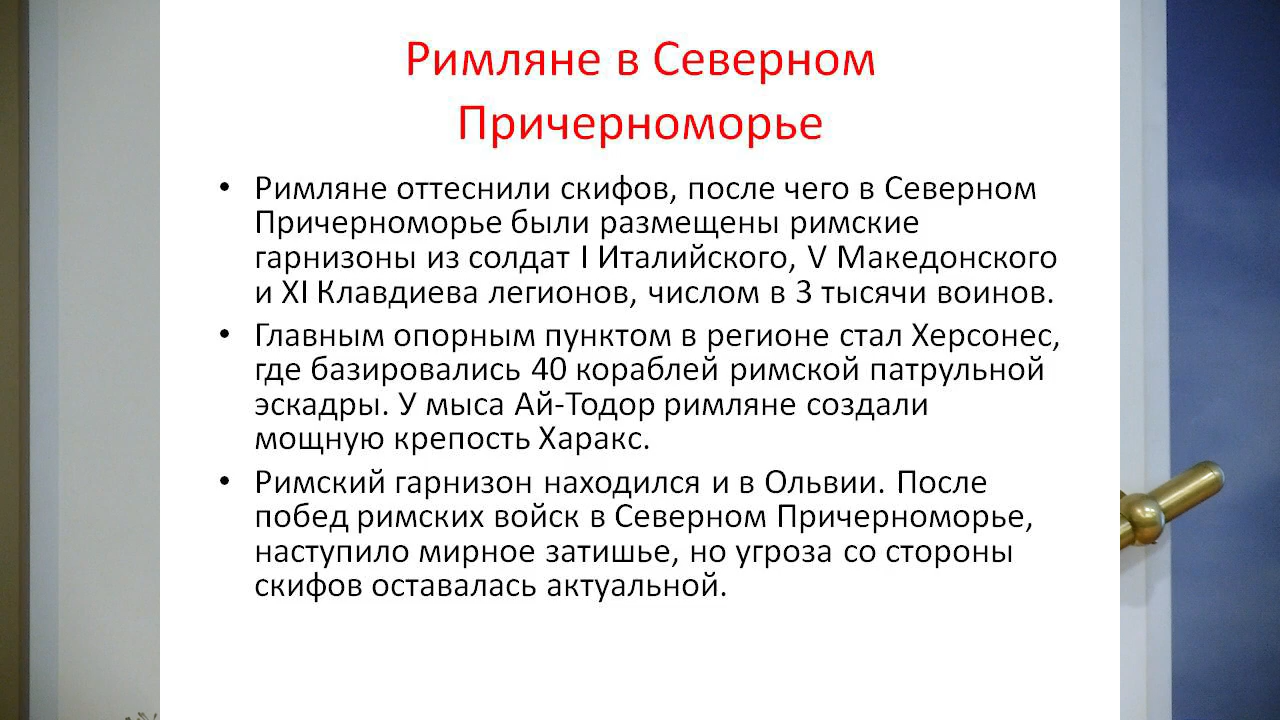 Римляне в Северном
Причерноморье
• Римляне оттеснили скифов, после чего в Северном
Причерноморье были размещены римские
гарнизоны из солдат I Италийского, V Македонского
и XI Клавдиева легионов, числом в 3 тысячи воинов.
• Главным опорным пунктом в регионе стал Херсонес,
где базировались 40 кораблей римской патрульной
эскадры. У мыса Ай-Тодор римляне создали
мощную крепость Харакс.
• Римский гарнизон находился и в Ольвии. После
побед римских войск в Северном Причерноморье,
наступило мирное затишье, но угроза со стороны
скифов оставалась актуальной.